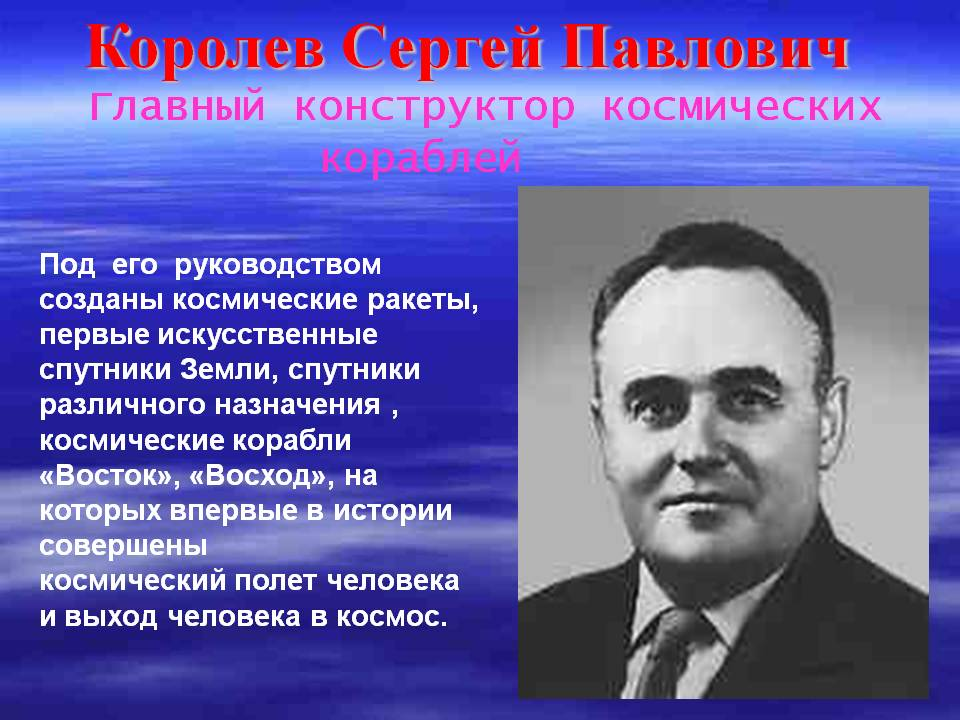 Королев Сергей Павлович
Главный конструктор космических
кораблей
Под его руководством
созданы космические ракеты,
первые искусственные
спутники Земли, спутники
различного назначения ,
космические корабли
«Восток», «Восход», на
которых впервые в истории
совершены
космический полет человека
и выход человека в космос.